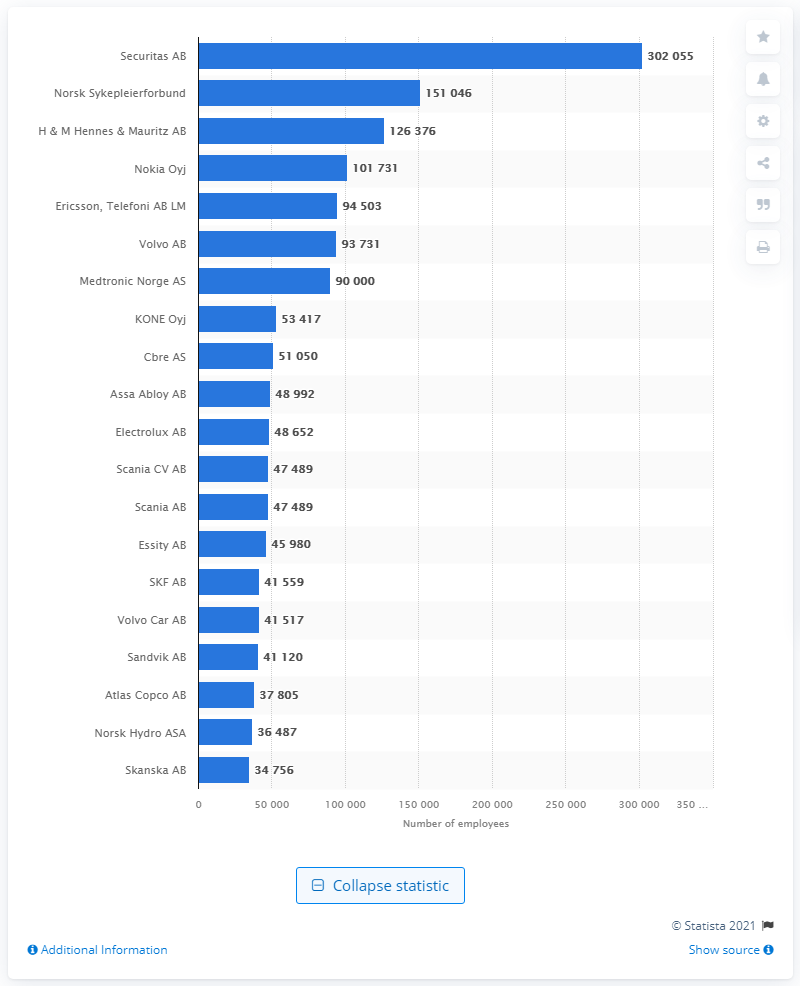 Securitas AB 302 055
Norsk Sykepleierforbund 151 046
H & M Hennes & Mauritz AB 126 376
Nokia Oyj 101 731
Ericsson, Telefoni AB LM 94 503
Volvo AB 93 731
Medtronic Norge AS 90 000
KONE Oyj 53 417
Cbre AS 51 050
Assa Abloy AB 48 992
Electrolux AB 48 652
Scania CV AB 47 489
Scania AB 47 489
Essity AB 45 980
SKF AB 41 559
Volvo Car AB 41 517
Sandvik AB 41 120
Atlas Copco AB 37 805
Norsk Hydro ASA 36 487
Skanska AB 34 756
0 50 000 100 000 150 000 200 000 250 000 300 000 350 ...
Number of employees
Collapse statistic
© Statista 2021
Additional Information Show source